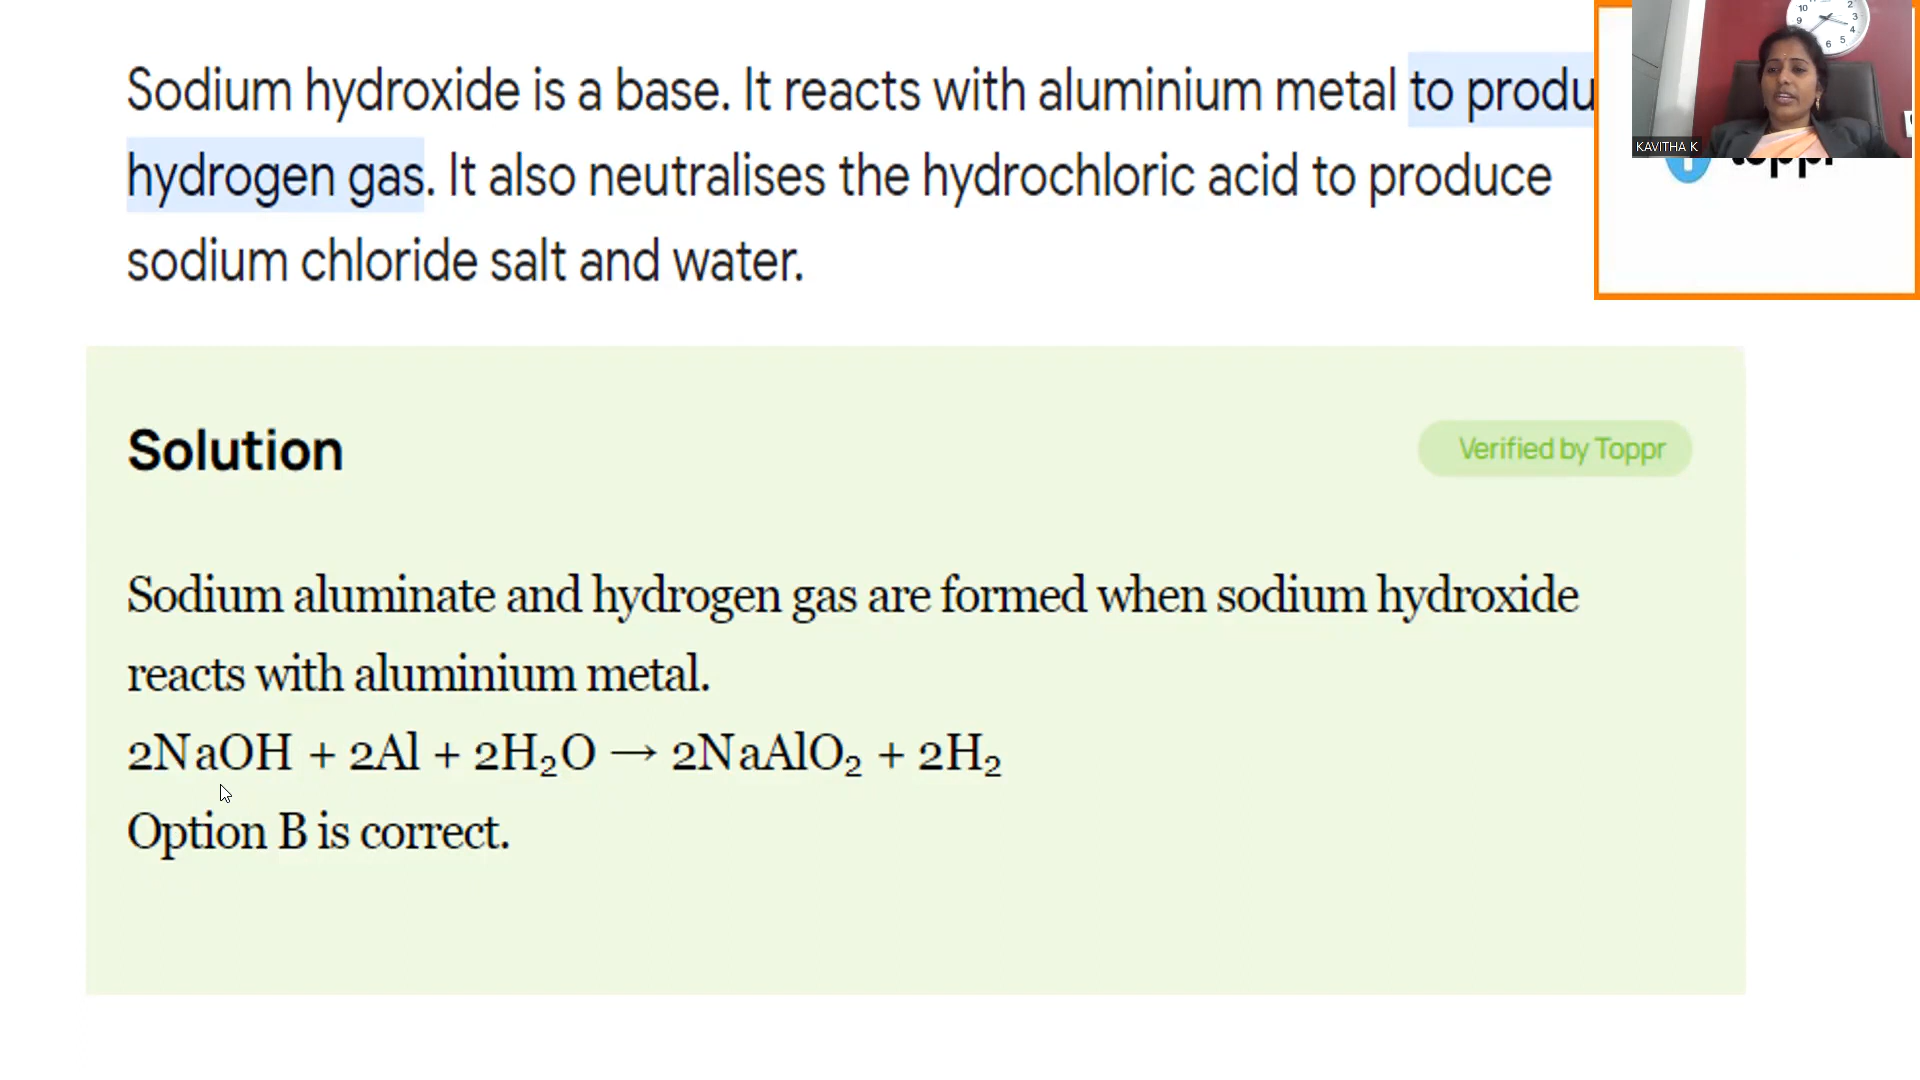 Sodium hydroxide is a base. It reacts with aluminium metal to produ
hydrogen gas. It also neutralises the hydrochloric acid to produce
sodium chloride salt and water.
KAVITHA K
toppr
Solution
Verified by Toppr
Sodium aluminate and hydrogen gas are formed when sodium hydroxide
reacts with aluminium metal.
2NaOH + 2Al + 2H₂O → 2NaAlO₂ + 2H₂
Option B is correct.